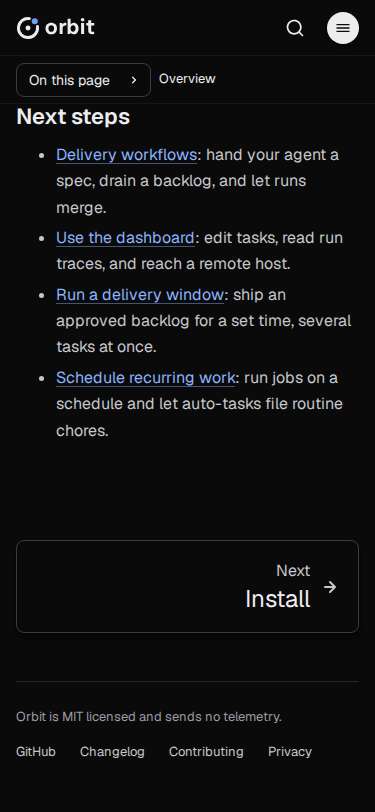 orbit
On this page
Overview
Next steps
Delivery workflows: hand your agent a
spec, drain a backlog, and let runs
merge.
Use the dashboard: edit tasks, read run
traces, and reach a remote host.
Run a delivery window: ship an
approved backlog for a set time, several
tasks at once.
Schedule recurring work: run jobs on a
schedule and let auto-tasks file routine
chores.
Next
Install
Orbit is MIT licensed and sends no telemetry.
GitHub Changelog Contributing Privacy